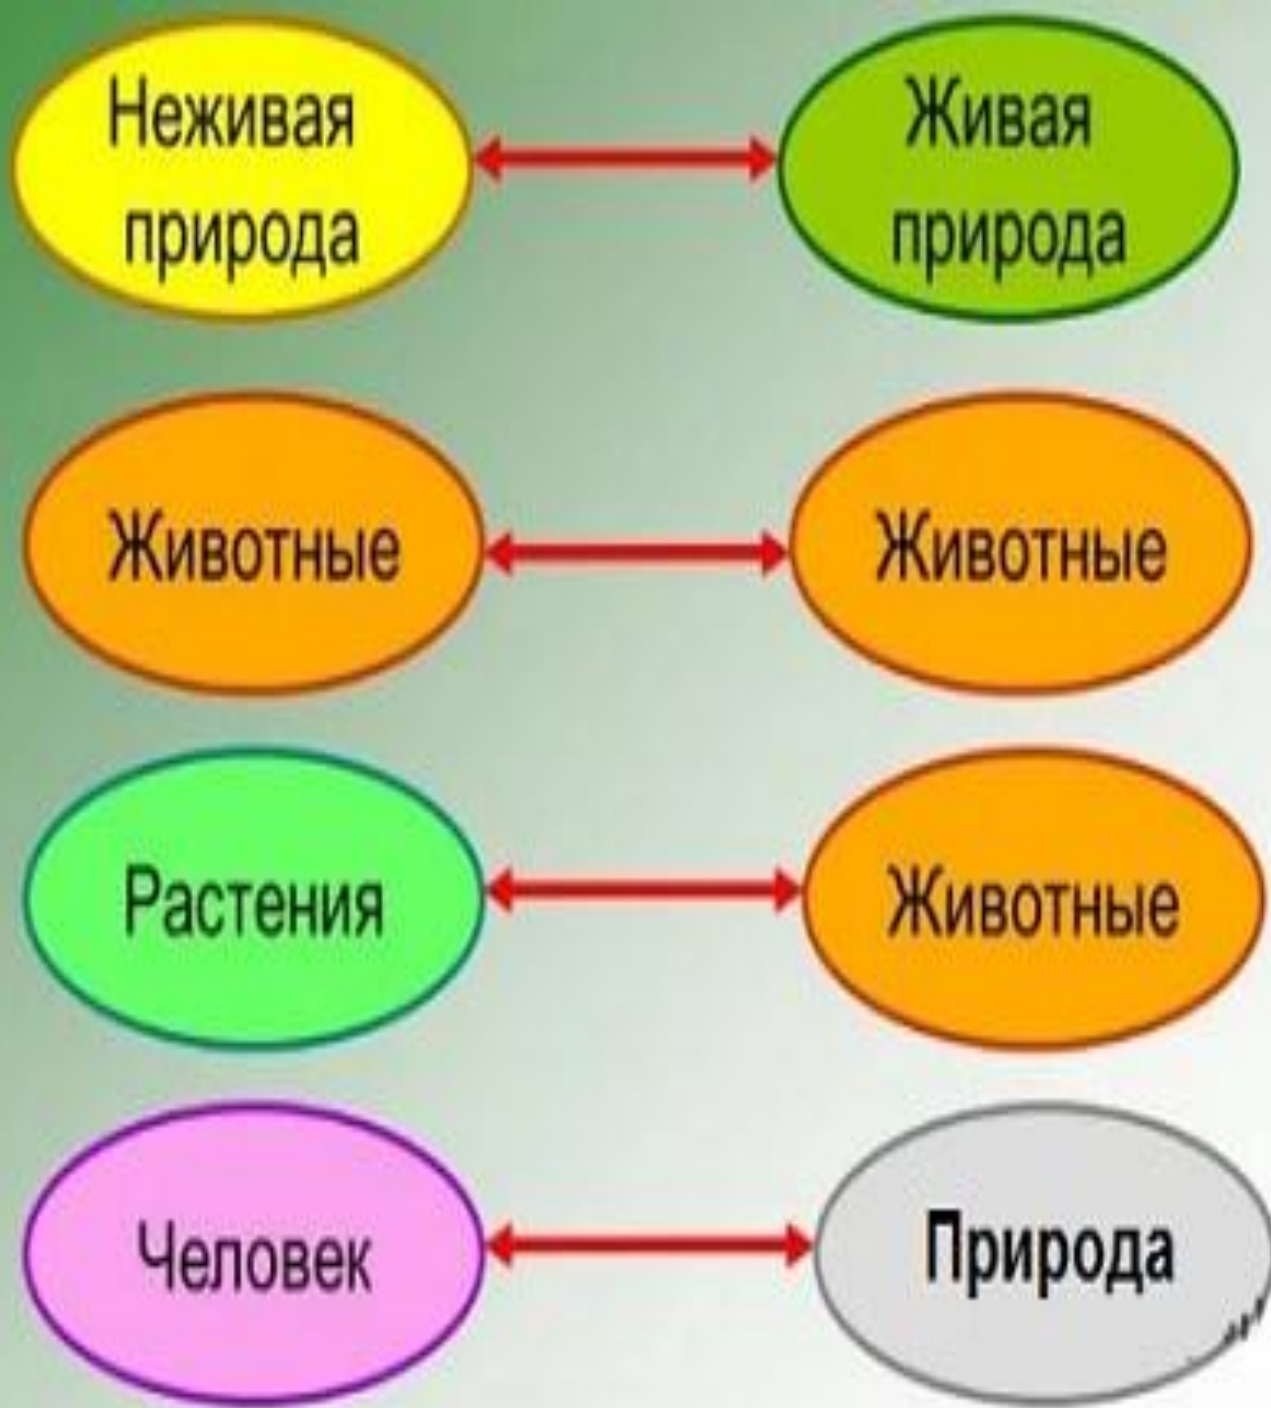 Неживая
природа
Живая
природа
Животные
Животные
Растения
Животные
Человек
Природа